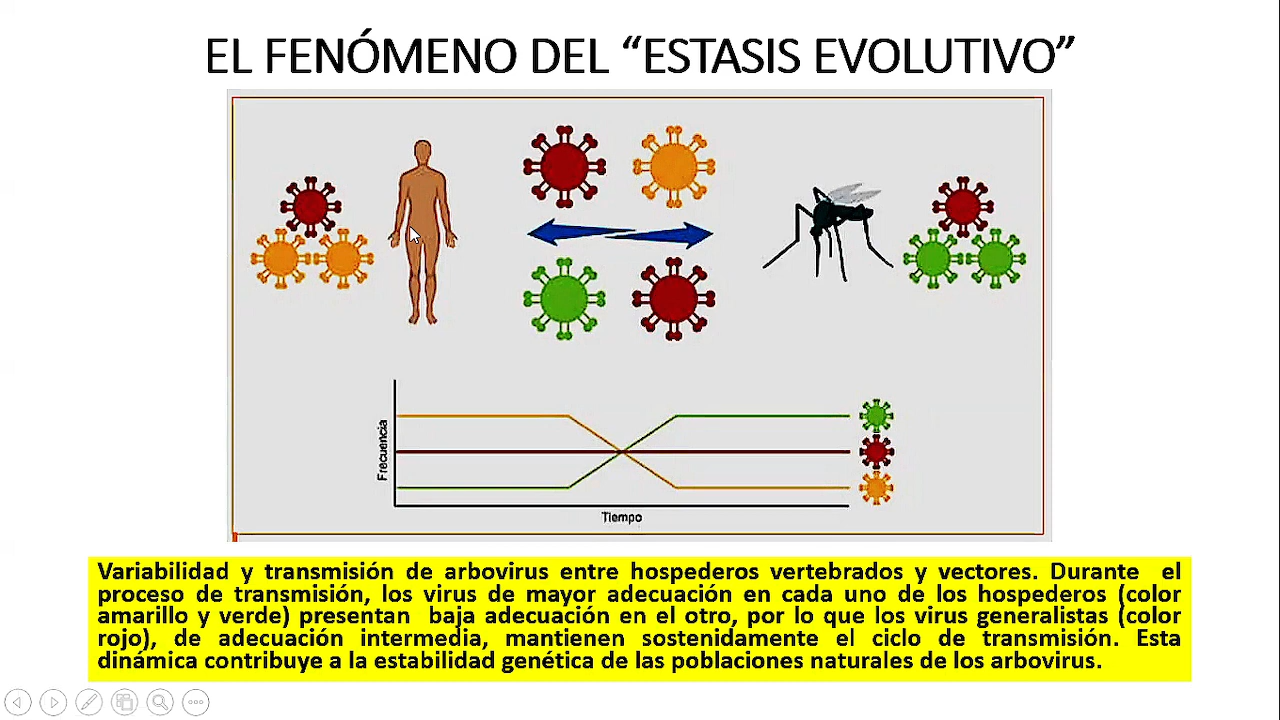 EL FENÓMENO DEL “ESTASIS EVOLUTIVO”
Frecuencia
Tiempo
Variabilidad y transmisión de arbovirus entre hospederos vertebrados y vectores. Durante el
proceso de transmisión, los virus de mayor adecuación en cada uno de los hospederos (color
amarillo y verde) presentan baja adecuación en el otro, por lo que los virus generalistas (color
rojo), de adecuación intermedia, mantienen sostenidamente el ciclo de transmisión. Esta
dinámica contribuye a la estabilidad genética de las poblaciones naturales de los arbovirus.